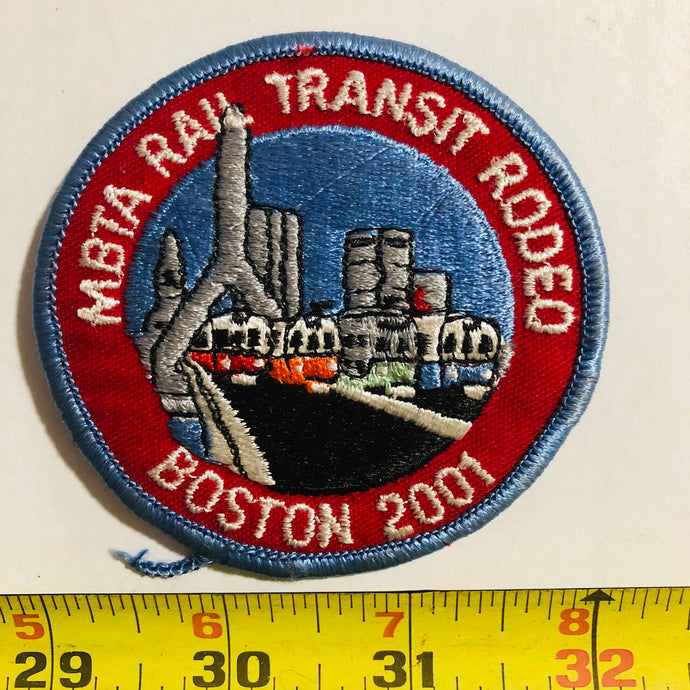 MBTA RAIL TRANSIT RODEO
BOSTON 2001
5 6 7 8
29 30 31 32